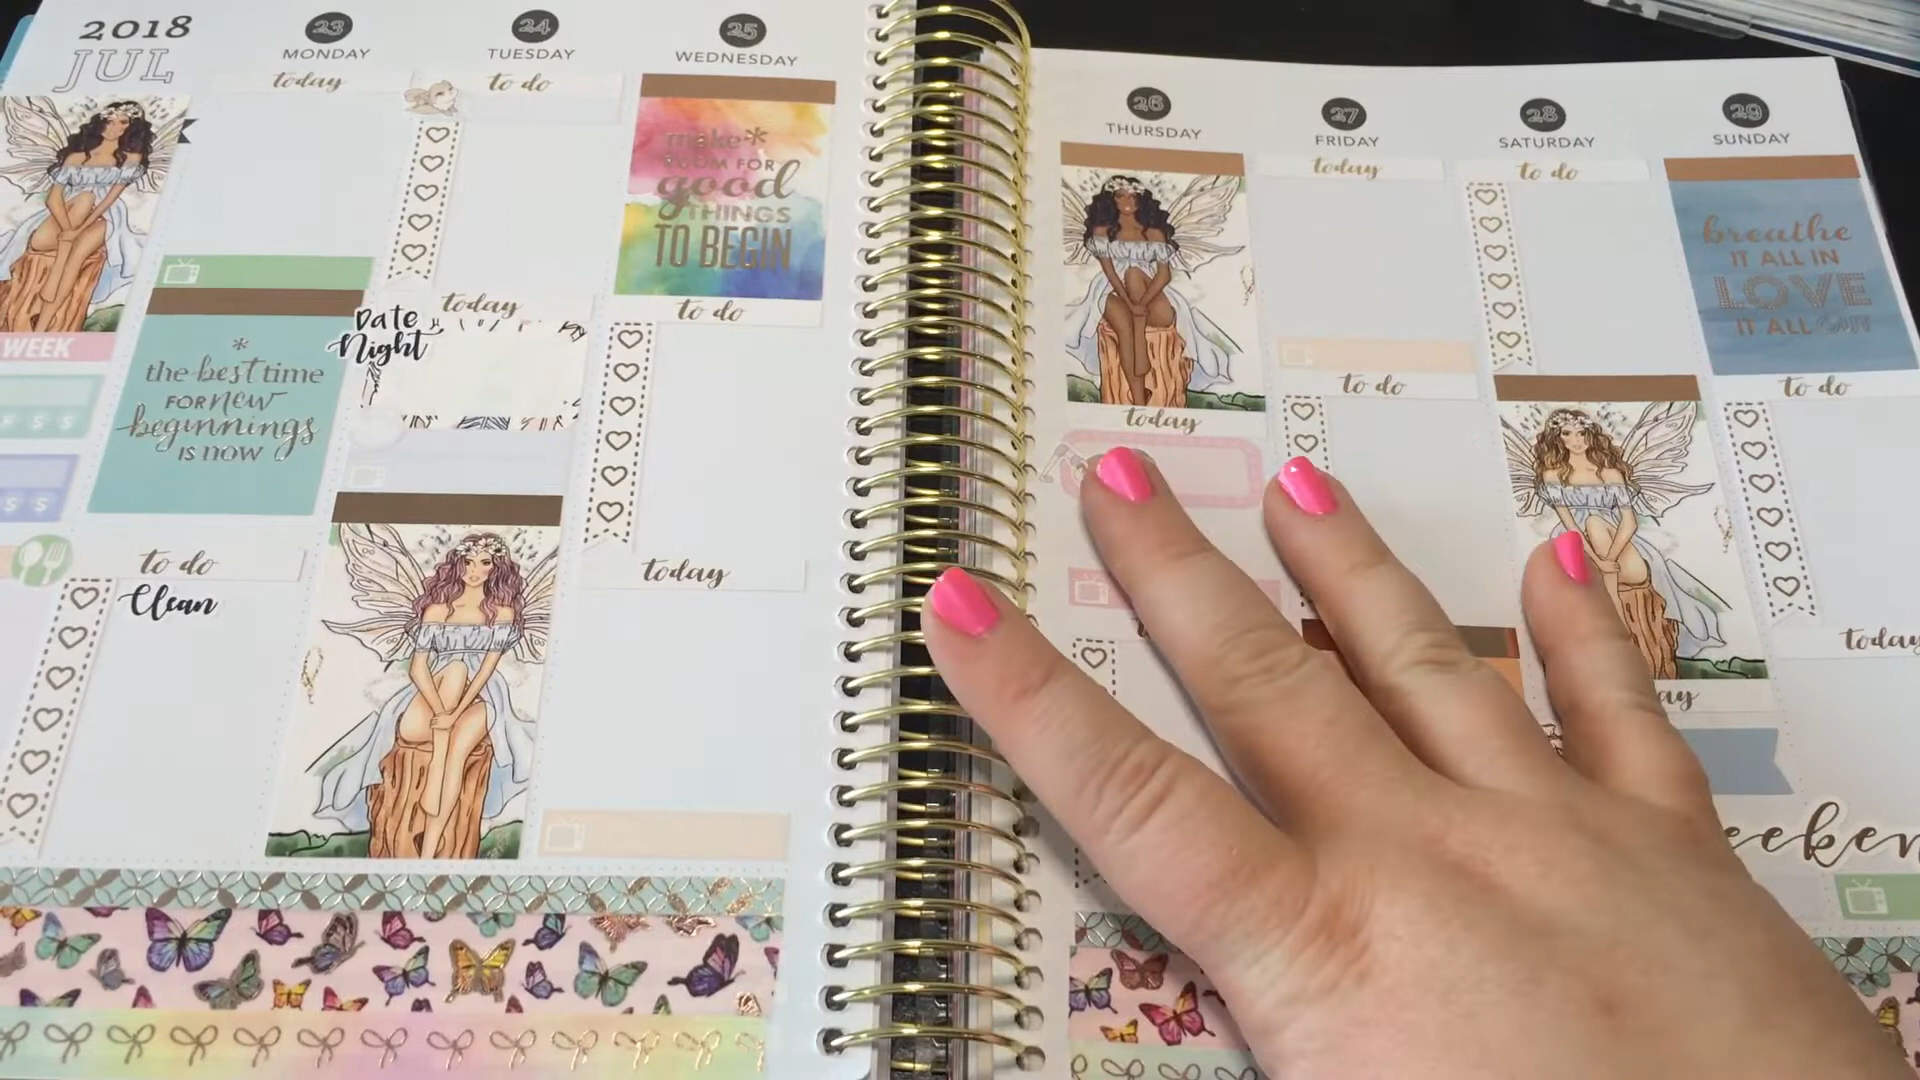 2018
JUL
23
MONDAY
today
24
TUESDAY
to do
25
WEDNESDAY
make*
ROOM FOR
good
THINGS
TO BEGIN
to do
today
WEEK
*
the best time
FOR new
beginnings
IS NOW
$ $ $
$ $
to do
Clean
today
Date
Night
26
THURSDAY
today
27
FRIDAY
today
to do
28
SATURDAY
to do
ay
29
SUNDAY
breathe
IT ALL IN
LOVE
IT ALL OUT
to do
today
eeken